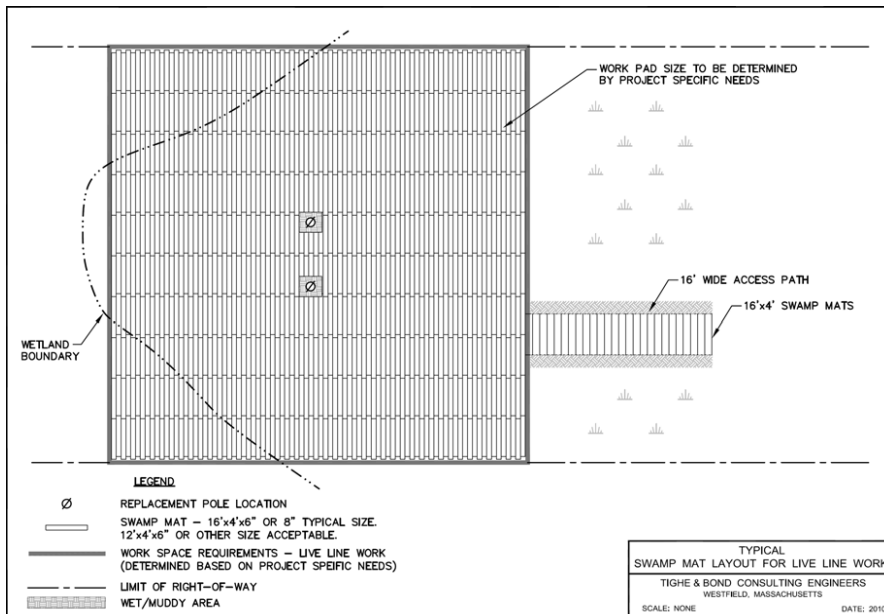 WORK PAD SIZE TO BE DETERMINED
BY PROJECT SPECIFIC NEEDS
Ø
Ø
16' WIDE ACCESS PATH
16'x4' SWAMP MATS
WETLAND
BOUNDARY
LEGEND
Ø REPLACEMENT POLE LOCATION
SWAMP MAT – 16'x4'x6" OR 8" TYPICAL SIZE.
12'x4'x6" OR OTHER SIZE ACCEPTABLE.
WORK SPACE REQUIREMENTS – LIVE LINE WORK
(DETERMINED BASED ON PROJECT SPEIFIC NEEDS)
LIMIT OF RIGHT-OF-WAY
WET/MUDDY AREA
TYPICAL
SWAMP MAT LAYOUT FOR LIVE LINE WORK
TIGHE & BOND CONSULTING ENGINEERS
WESTFIELD, MASSACHUSETTS
SCALE: NONE DATE: 2010